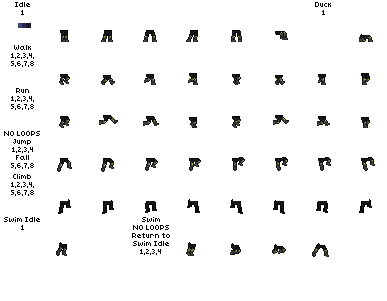 Idle
1
Duck
1
Walk
1,2,3,4,
5,6,7,8
Run
1,2,3,4,
5,6,7,8
NO LOOPS
Jump
1,2,3,4
Fall
5,6,7,8
Climb
1,2,3,4,
5,6,7,8
Swim Idle
1
Swim
NO LOOPS
Return to
Swim Idle
1,2,3,4